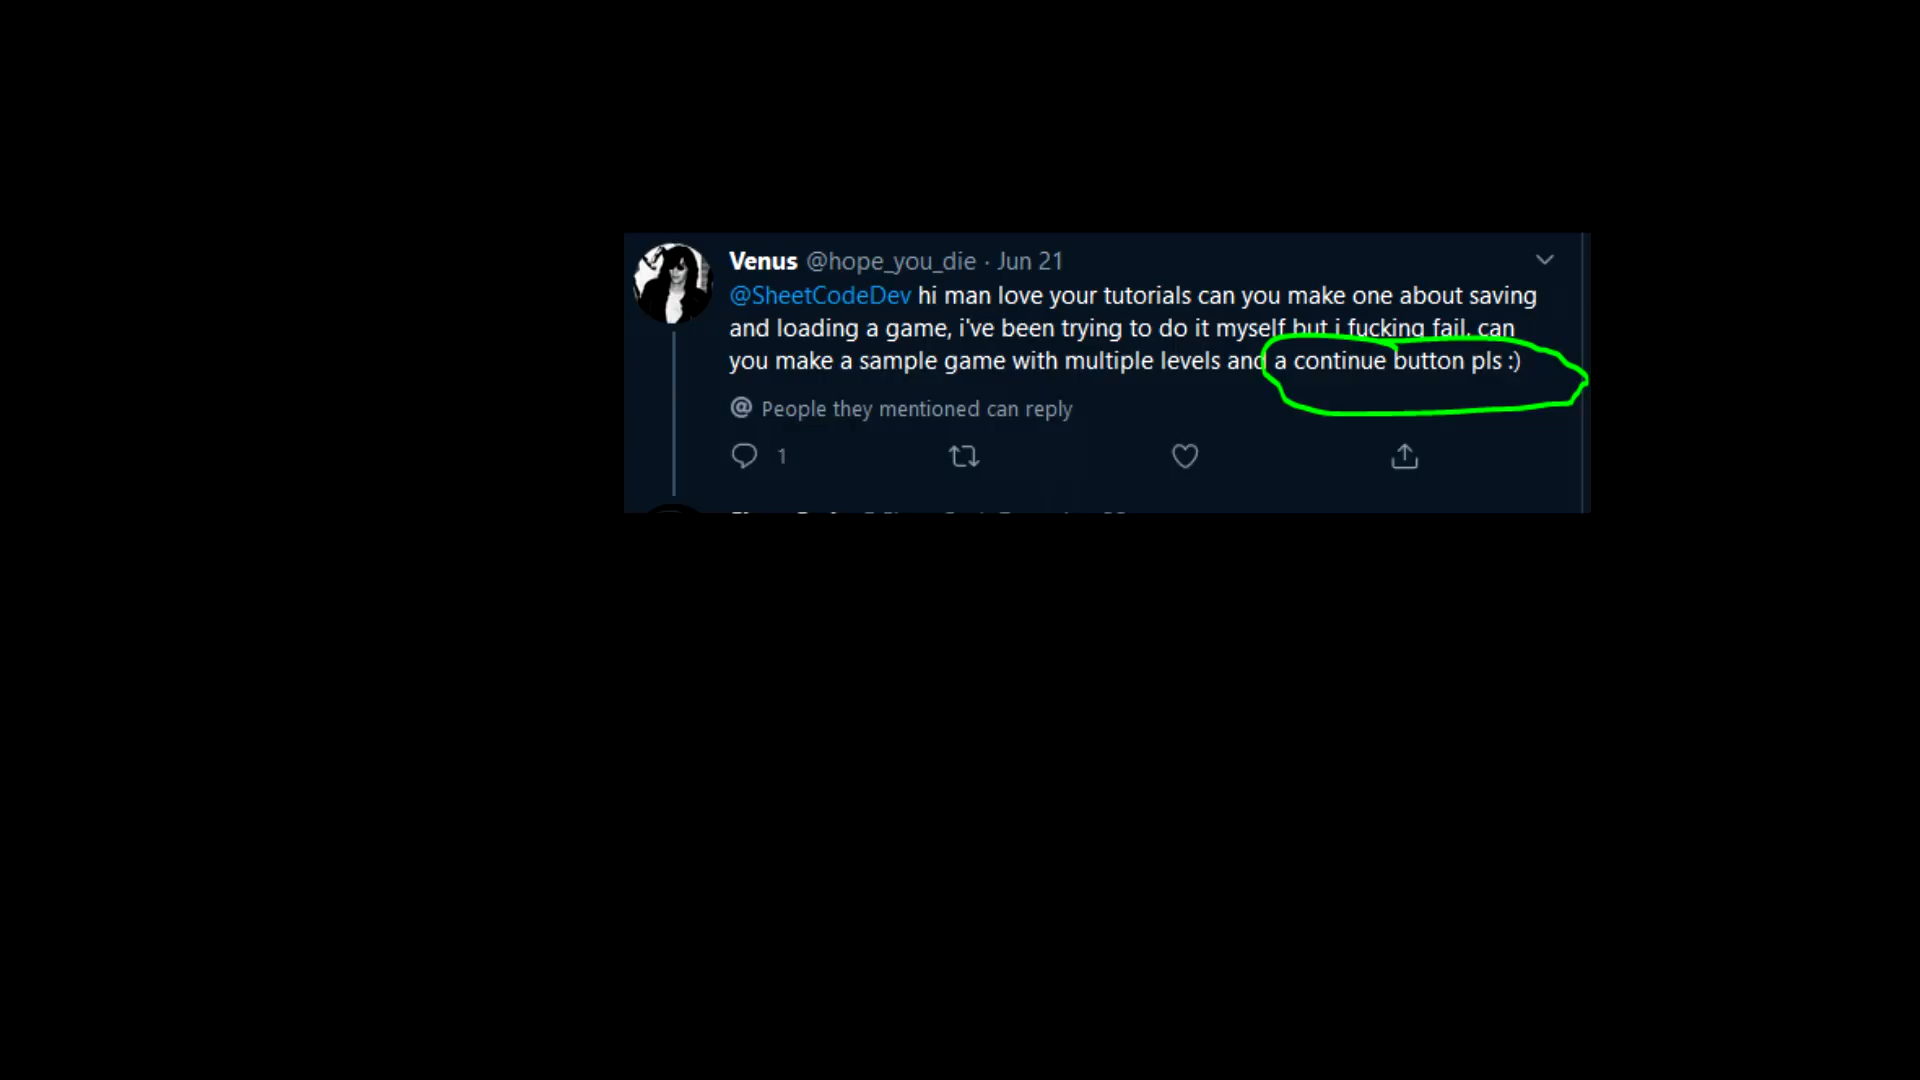 Venus @hope_you_die · Jun 21
@SheetCodeDev hi man love your tutorials can you make one about saving
and loading a game, i've been trying to do it myself but i fucking fail. can
you make a sample game with multiple levels and a continue button pls :)
@ People they mentioned can reply
1